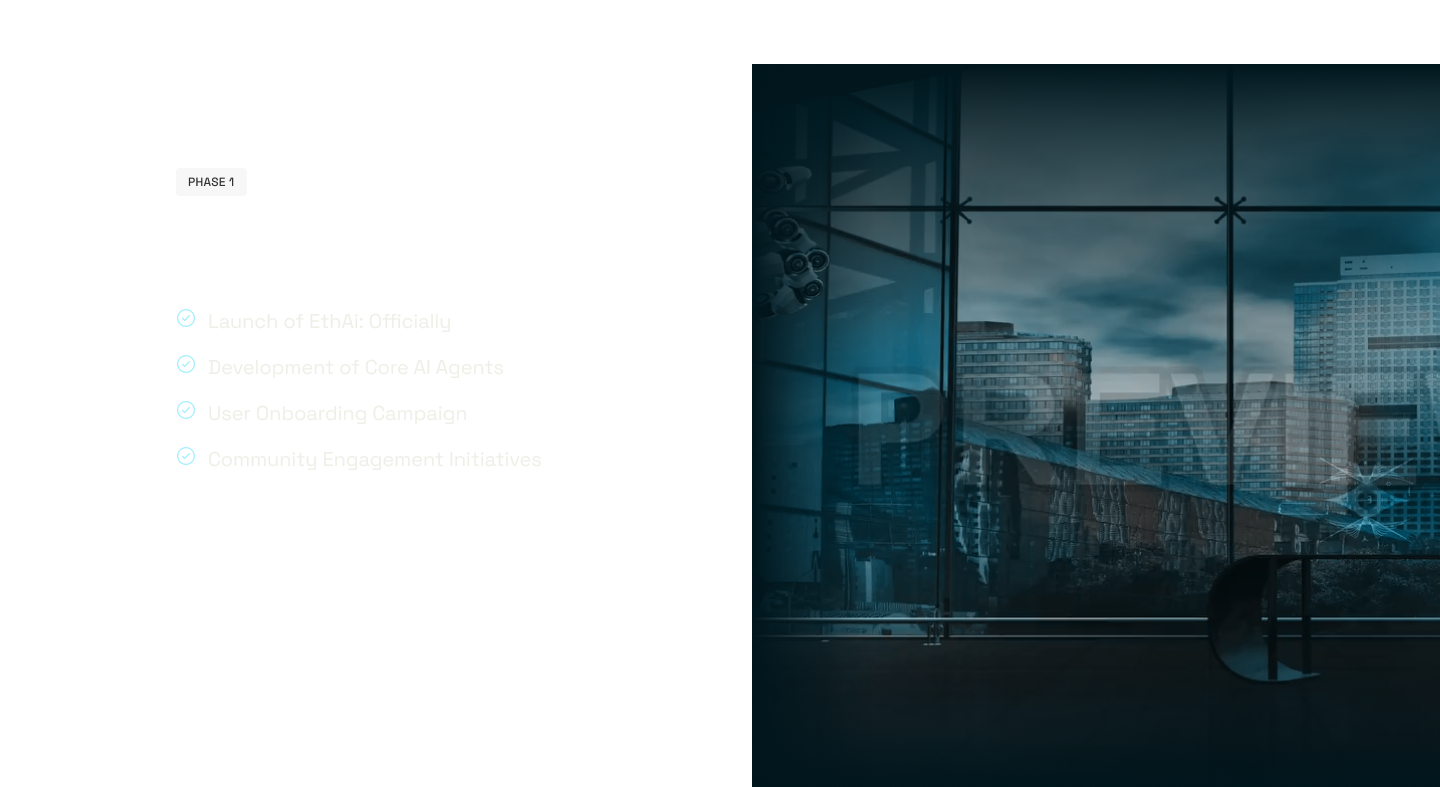 PHASE 1
Launch of EthAi: Officially
Development of Core AI Agents
User Onboarding Campaign
Community Engagement Initiatives